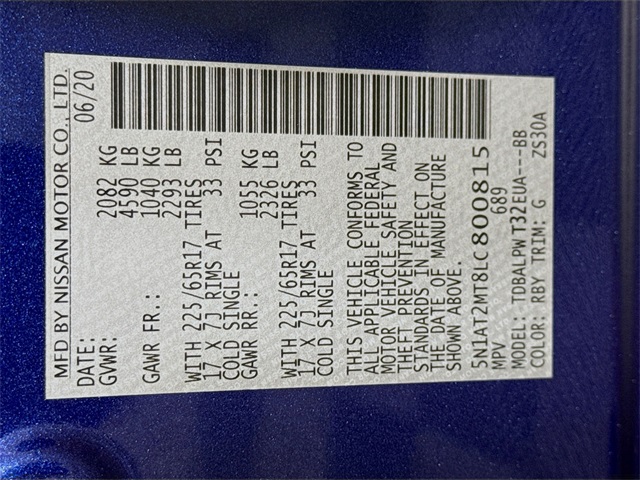 MFD BY NISSAN MOTOR CO., LTD.
DATE: 06/20
GVWR: 2082 KG
4590 LB
GAWR FR.: 1040 KG
2293 LB
WITH 225/65R17 TIRES
17 X 7J RIMS AT 33 PSI
COLD SINGLE
GAWR RR.: 1055 KG
2326 LB
WITH 225/65R17 TIRES
17 X 7J RIMS AT 33 PSI
COLD SINGLE
THIS VEHICLE CONFORMS TO
ALL APPLICABLE FEDERAL
MOTOR VEHICLE SAFETY AND
THEFT PREVENTION
STANDARDS IN EFFECT ON
THE DATE OF MANUFACTURE
SHOWN ABOVE.
5N1AT2MT8LC800815
MPV 689
MODEL: TDBALPWT32EUA---BB
COLOR: RBY TRIM: G ZS30A